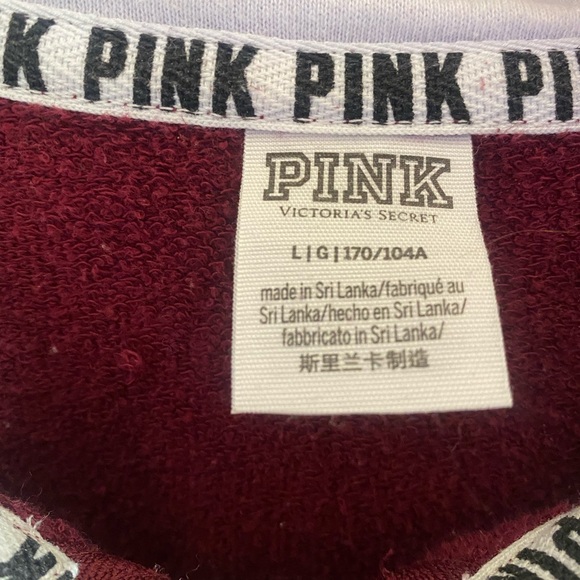 K PINK PINK PINK PI
PINK
VICTORIA'S SECRET
L|G|170/104A
made in Sri Lanka/fabriqué au
Sri Lanka/hecho en Sri Lanka/
fabbricato in Sri Lanka/
斯里兰卡制造